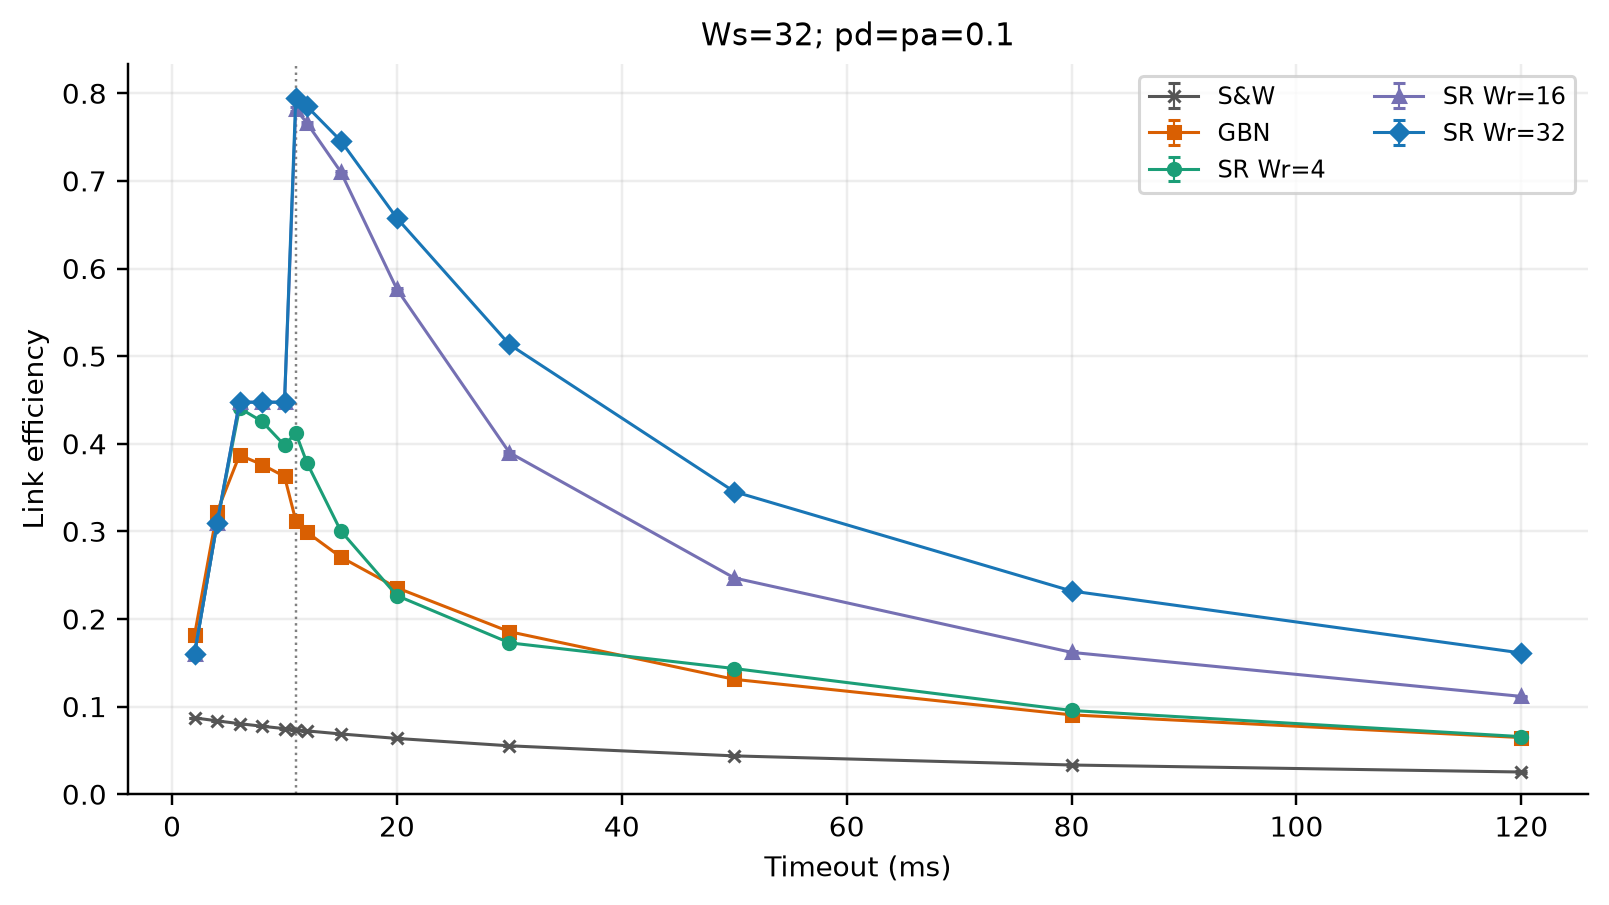 Ws=32; pd=pa=0.1
S&W
GBN
SR Wr=4
SR Wr=16
SR Wr=32
Link efficiency
0.8
0.7
0.6
0.5
0.4
0.3
0.2
0.1
0.0
0 20 40 60 80 100 120
Timeout (ms)